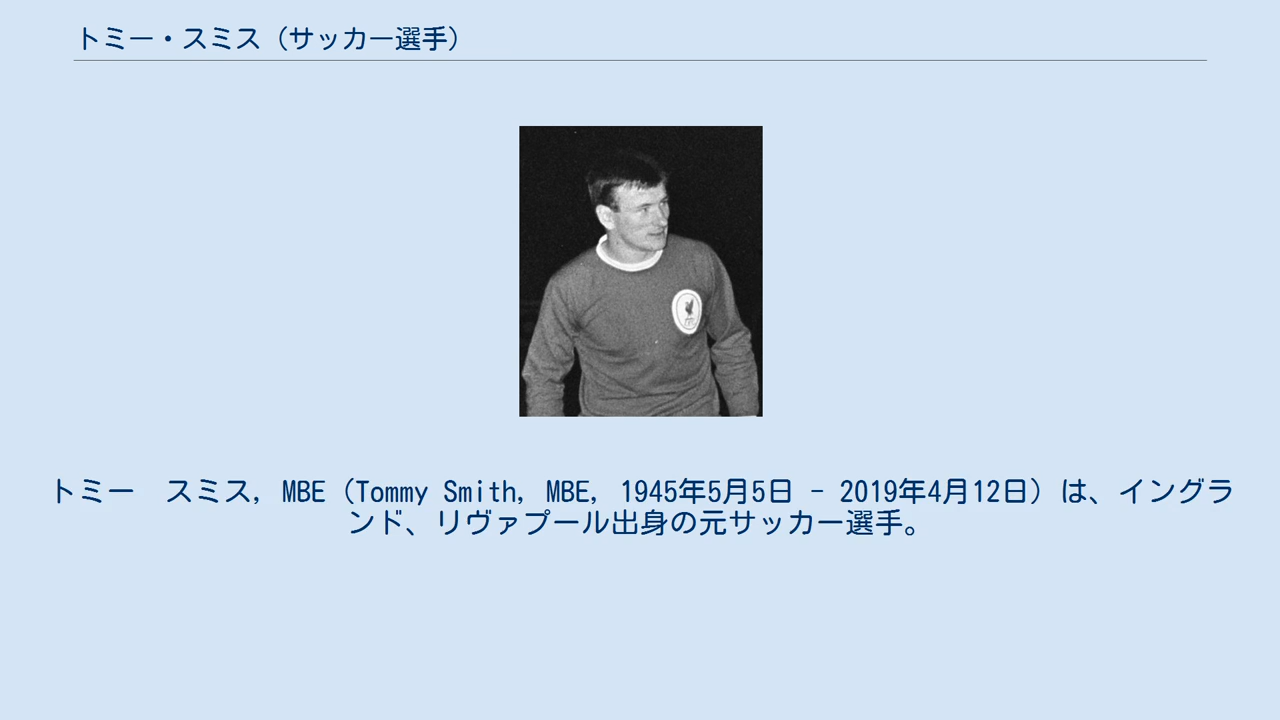 トミー・スミス（サッカー選手）
トミー　スミス, MBE（Tommy Smith, MBE, 1945年5月5日 - 2019年4月12日）は、イングラ
ンド、リヴァプール出身の元サッカー選手。